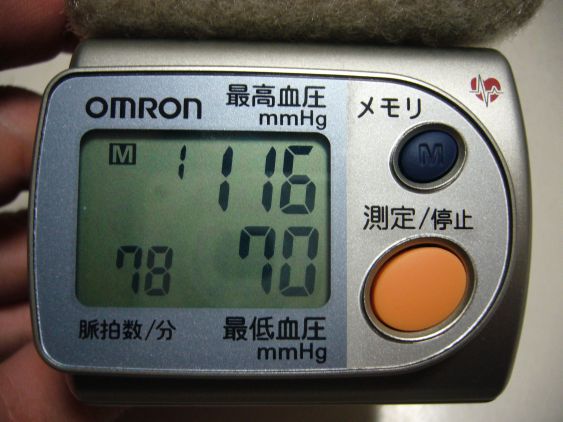 OMRON
最高血圧
mmHg
メモリ
M
M 1 116
測定/停止
70
78
脈拍数/分
最低血圧
mmHg